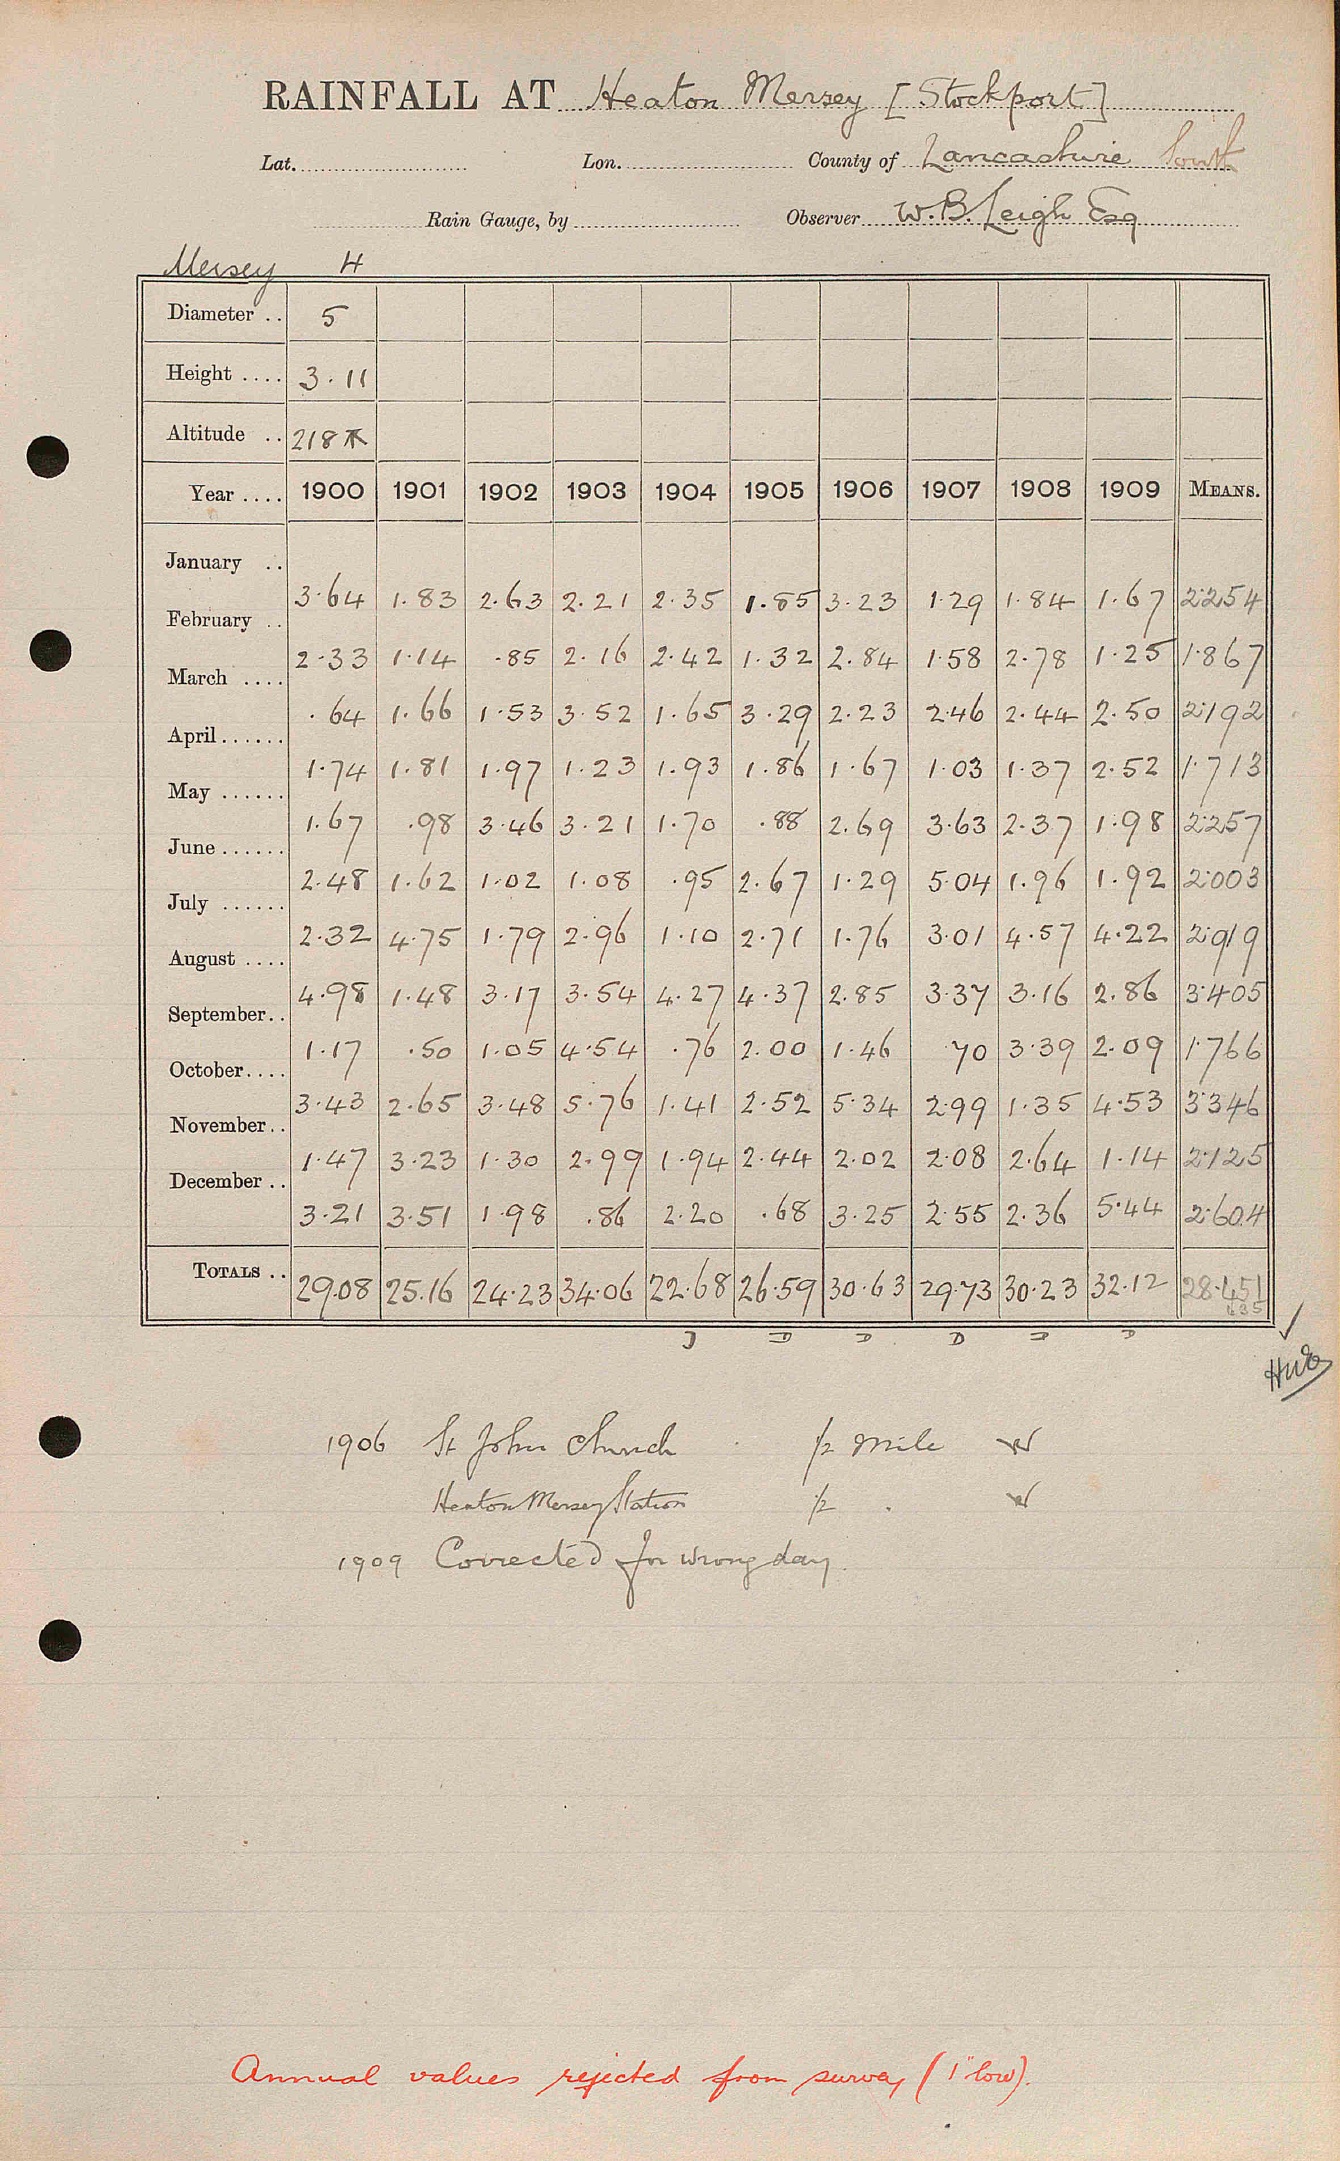 RAINFALL AT Heaton Mersey [Stockport]
Lat. Lon. County of Lancashire South
Rain Gauge, by Observer W.B. Leigh Esq
Mersey 4
Diameter .. 5
Height .... 3.11
Altitude .. 218
Year .... 1900 1901 1902 1903 1904 1905 1906 1907 1908 1909 MEANS.
January .. 3.64 1.83 2.63 2.21 2.35 1.85 3.23 1.29 1.84 1.67 2.254
February .. 2.33 1.14 .85 2.16 2.42 1.32 2.84 1.58 2.78 1.25 1.867
March .... .64 1.66 1.53 3.52 1.65 3.29 2.23 2.46 2.44 2.50 2.192
April...... 1.74 1.81 1.97 1.23 1.93 1.86 1.67 1.03 1.37 2.52 1.713
May ...... 1.67 .98 3.46 3.21 1.70 .88 2.69 3.63 2.37 1.98 2.257
June ...... 2.48 1.62 1.02 1.08 .95 2.67 1.29 5.04 1.96 1.92 2.003
July ...... 2.32 4.75 1.79 2.96 1.10 2.71 1.76 3.01 4.57 4.22 2.919
August .... 4.98 1.48 3.17 3.54 4.27 4.37 2.85 3.37 3.16 2.86 3.405
September.. 1.17 .50 1.05 4.54 .76 2.00 1.46 .70 3.39 2.09 1.766
October.... 3.43 2.65 3.48 5.76 1.41 2.52 5.34 2.99 1.35 4.53 3.346
November.. 1.47 3.23 1.30 2.99 1.94 2.44 2.02 2.08 2.64 1.14 2.125
December .. 3.21 3.51 1.98 .86 2.20 .68 3.25 2.55 2.36 5.44 2.604
TOTALS .. 29.08 25.16 24.23 34.06 22.68 26.59 30.63 29.73 30.23 32.12 28.451
435
D D D D D
1906 St John Church 1/2 mile W
Heaton Mersey Station 1/2 . W
1909 Corrected for wrong day.
Annual values rejected from survey (1" low).